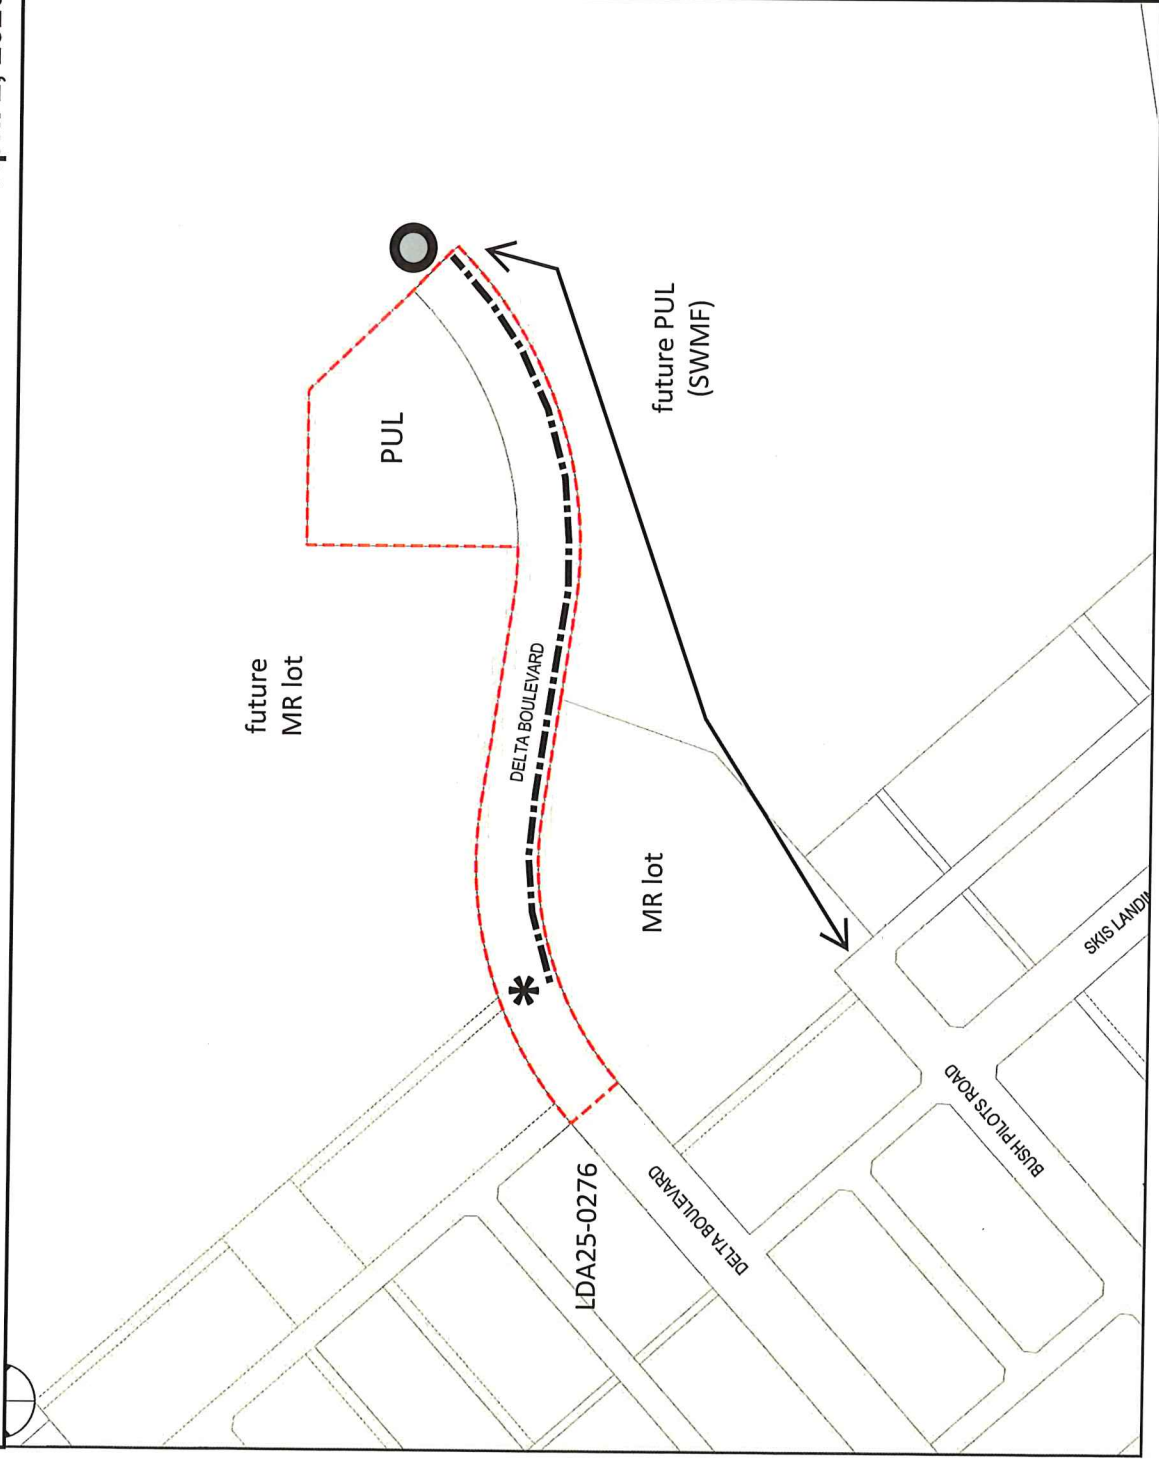 future
MR lot
PUL
DELTA BOULEVARD
future PUL
(SWMF)
MR lot
*
LDA25-0276
DELTA BOULEVARD
BUSH PILOTS ROAD
SKIS LANDIN